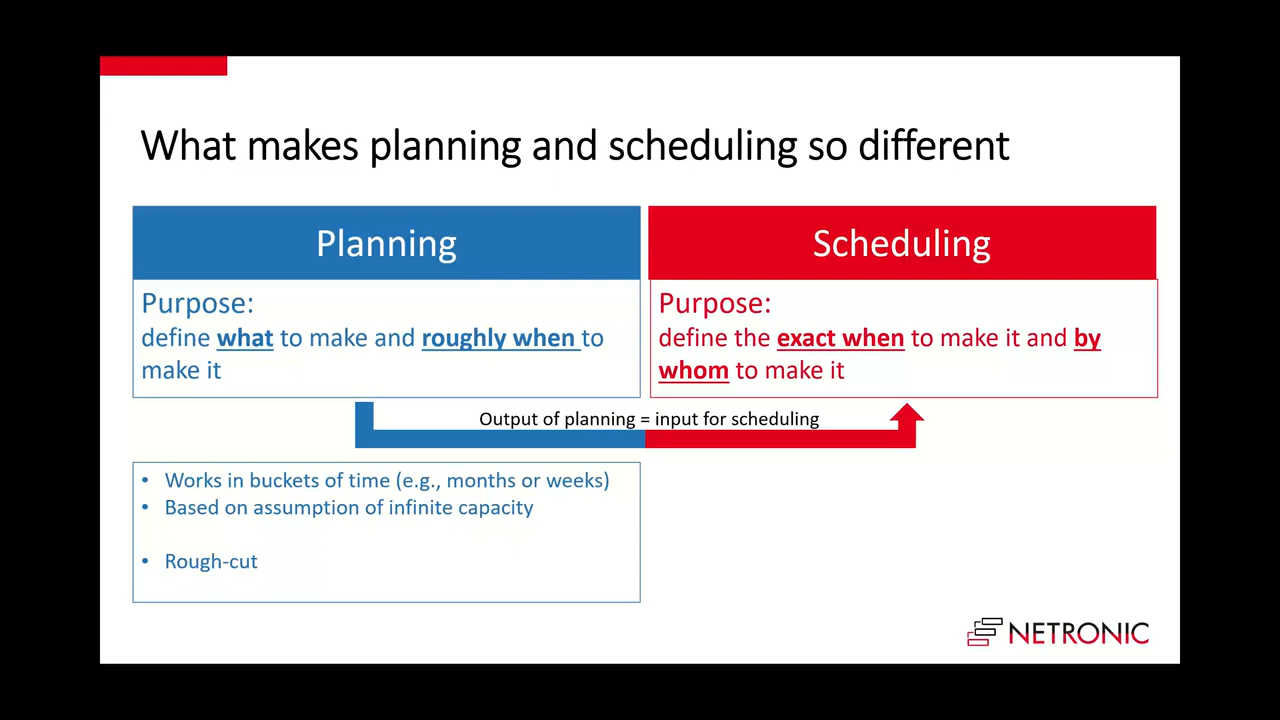 What makes planning and scheduling so different
Planning
Purpose:
define what to make and roughly when to
make it
Scheduling
Purpose:
define the exact when to make it and by
whom to make it
Output of planning = input for scheduling
• Works in buckets of time (e.g., months or weeks)
• Based on assumption of infinite capacity
• Rough-cut
NETRONIC